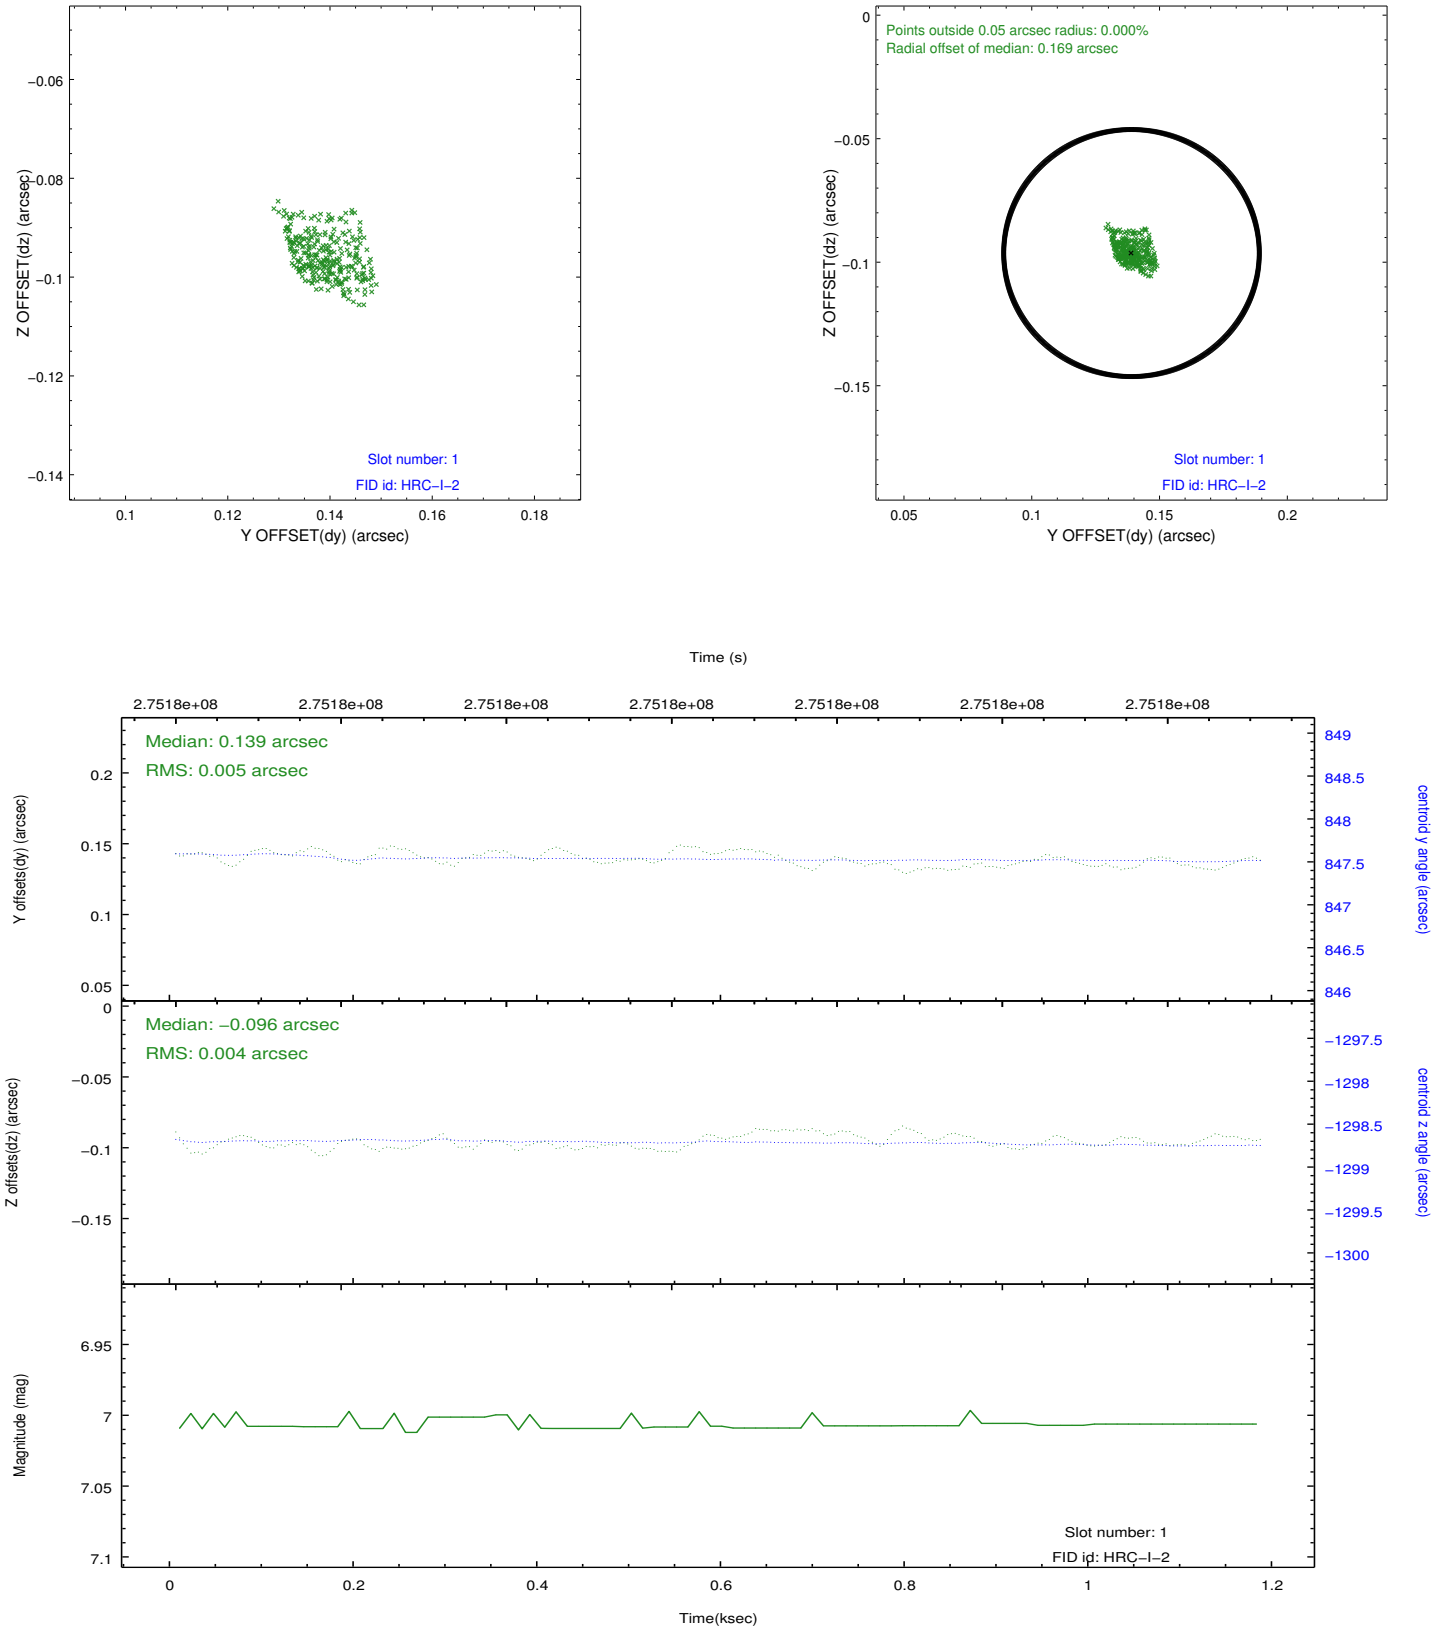 −0.06
−0.08
−0.1
−0.12
−0.14
Z OFFSET(dz) (arcsec)
Slot number: 1
FID id: HRC−I−2
0.1
0.12
0.14
0.16
0.18
Y OFFSET(dy) (arcsec)
Points outside 0.05 arcsec radius: 0.000%
Radial offset of median: 0.169 arcsec
0
−0.05
−0.1
−0.15
Z OFFSET(dz) (arcsec)
Slot number: 1
FID id: HRC−I−2
0.05
0.1
0.15
0.2
Y OFFSET(dy) (arcsec)
Time (s)
2.7518e+08
2.7518e+08
2.7518e+08
2.7518e+08
2.7518e+08
2.7518e+08
2.7518e+08
Median: 0.139 arcsec
RMS: 0.005 arcsec
0.2
0.15
0.1
0.05
Y offsets(dy) (arcsec)
849
848.5
848
847.5
847
846.5
846
centroid y angle (arcsec)
Median: −0.096 arcsec
RMS: 0.004 arcsec
0
−0.05
−0.1
−0.15
Z offsets(dz) (arcsec)
−1297.5
−1298
−1298.5
−1299
−1299.5
−1300
centroid z angle (arcsec)
6.95
7
7.05
7.1
Magnitude (mag)
Slot number: 1
FID id: HRC−I−2
0
0.2
0.4
0.6
0.8
1
1.2
Time(ksec)